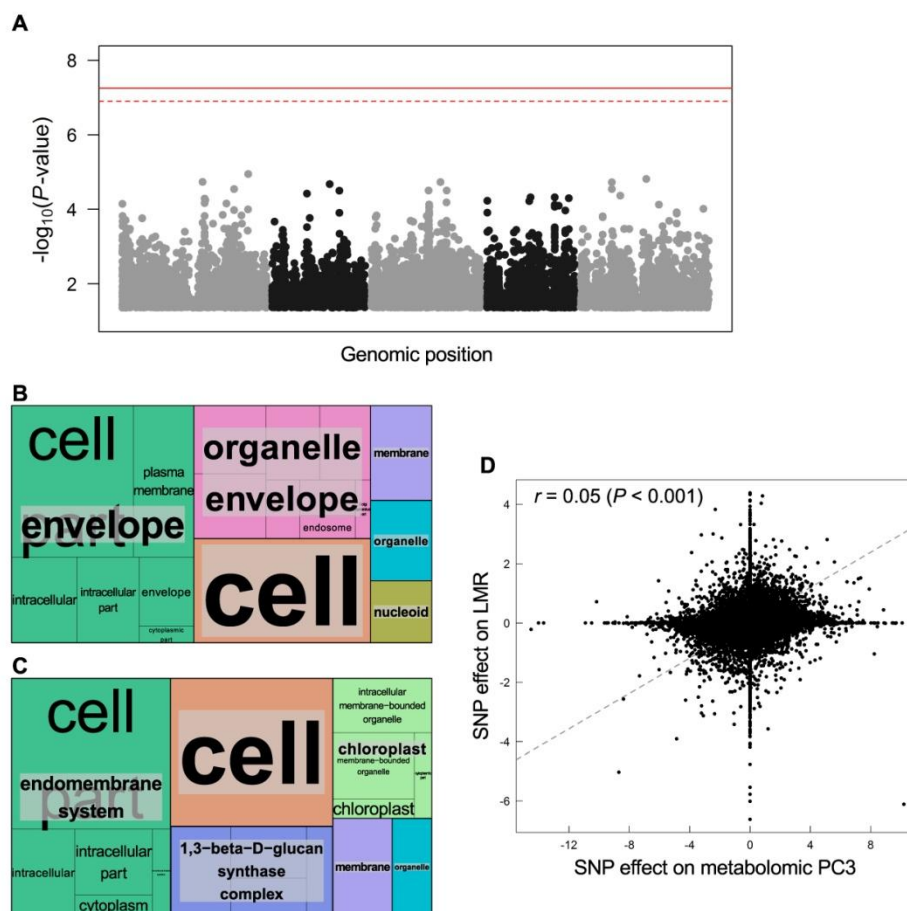 A
8
6
4
2
-log10(P-value)
Genomic position
B
cell
part
envelope
plasma
membrane
intracellular
intracellular
part
envelope
cytoplasmic
part
organelle
envelope
endosome
cell
membrane
organelle
nucleoid
C
cell
part
endomembrane
system
intracellular
intracellular
part
cytoplasm
cell
1,3-beta-D-glucan
synthase
complex
intracellular
membrane-bounded
organelle
chloroplast
membrane-bounded
organelle
chloroplast
membrane
organelle
D
r = 0.05 (P < 0.001)
4
2
0
-2
-4
-6
SNP effect on LMR
-12 -8 -4 0 4 8
SNP effect on metabolomic PC3